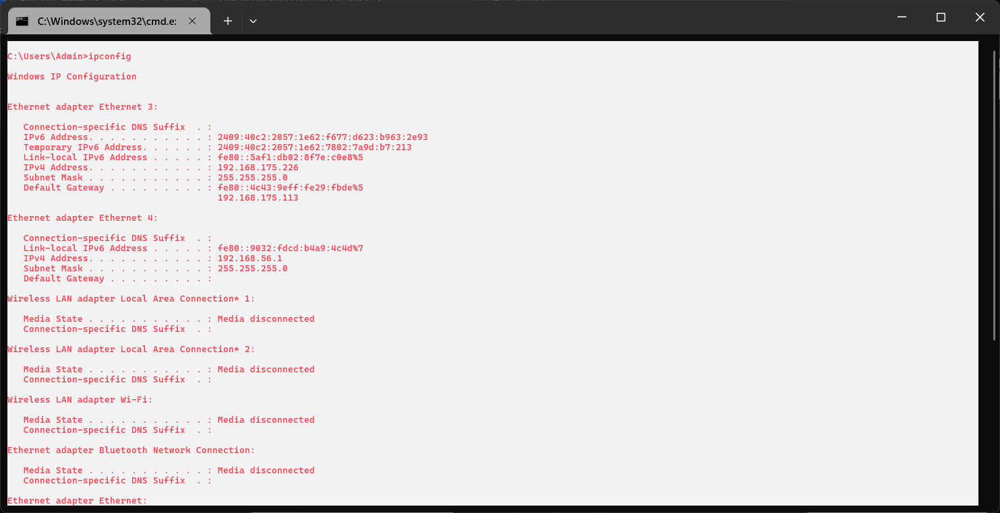 C:\Windows\system32\cmd.e
C:\Users\Admin>ipconfig
Windows IP Configuration
Ethernet adapter Ethernet 3:
   Connection-specific DNS Suffix  . :
   IPv6 Address. . . . . . . . . . . : 2409:40c2:2057:1e62:f677:d623:b963:2e93
   Temporary IPv6 Address. . . . . . : 2409:40c2:2057:1e62:7802:7a9d:b7:213
   Link-local IPv6 Address . . . . . : fe80::5af1:db02:8f7e:c0e8%5
   IPv4 Address. . . . . . . . . . . : 192.168.175.226
   Subnet Mask . . . . . . . . . . . : 255.255.255.0
   Default Gateway . . . . . . . . . : fe80::4c43:9eff:fe29:fbde%5
                                       192.168.175.113
Ethernet adapter Ethernet 4:
   Connection-specific DNS Suffix  . :
   Link-local IPv6 Address . . . . . : fe80::9032:fdcd:b4a9:4c4d%7
   IPv4 Address. . . . . . . . . . . : 192.168.56.1
   Subnet Mask . . . . . . . . . . . : 255.255.255.0
   Default Gateway . . . . . . . . . :
Wireless LAN adapter Local Area Connection* 1:
   Media State . . . . . . . . . . . : Media disconnected
   Connection-specific DNS Suffix  . :
Wireless LAN adapter Local Area Connection* 2:
   Media State . . . . . . . . . . . : Media disconnected
   Connection-specific DNS Suffix  . :
Wireless LAN adapter Wi-Fi:
   Media State . . . . . . . . . . . : Media disconnected
   Connection-specific DNS Suffix  . :
Ethernet adapter Bluetooth Network Connection:
   Media State . . . . . . . . . . . : Media disconnected
   Connection-specific DNS Suffix  . :
Ethernet adapter Ethernet: